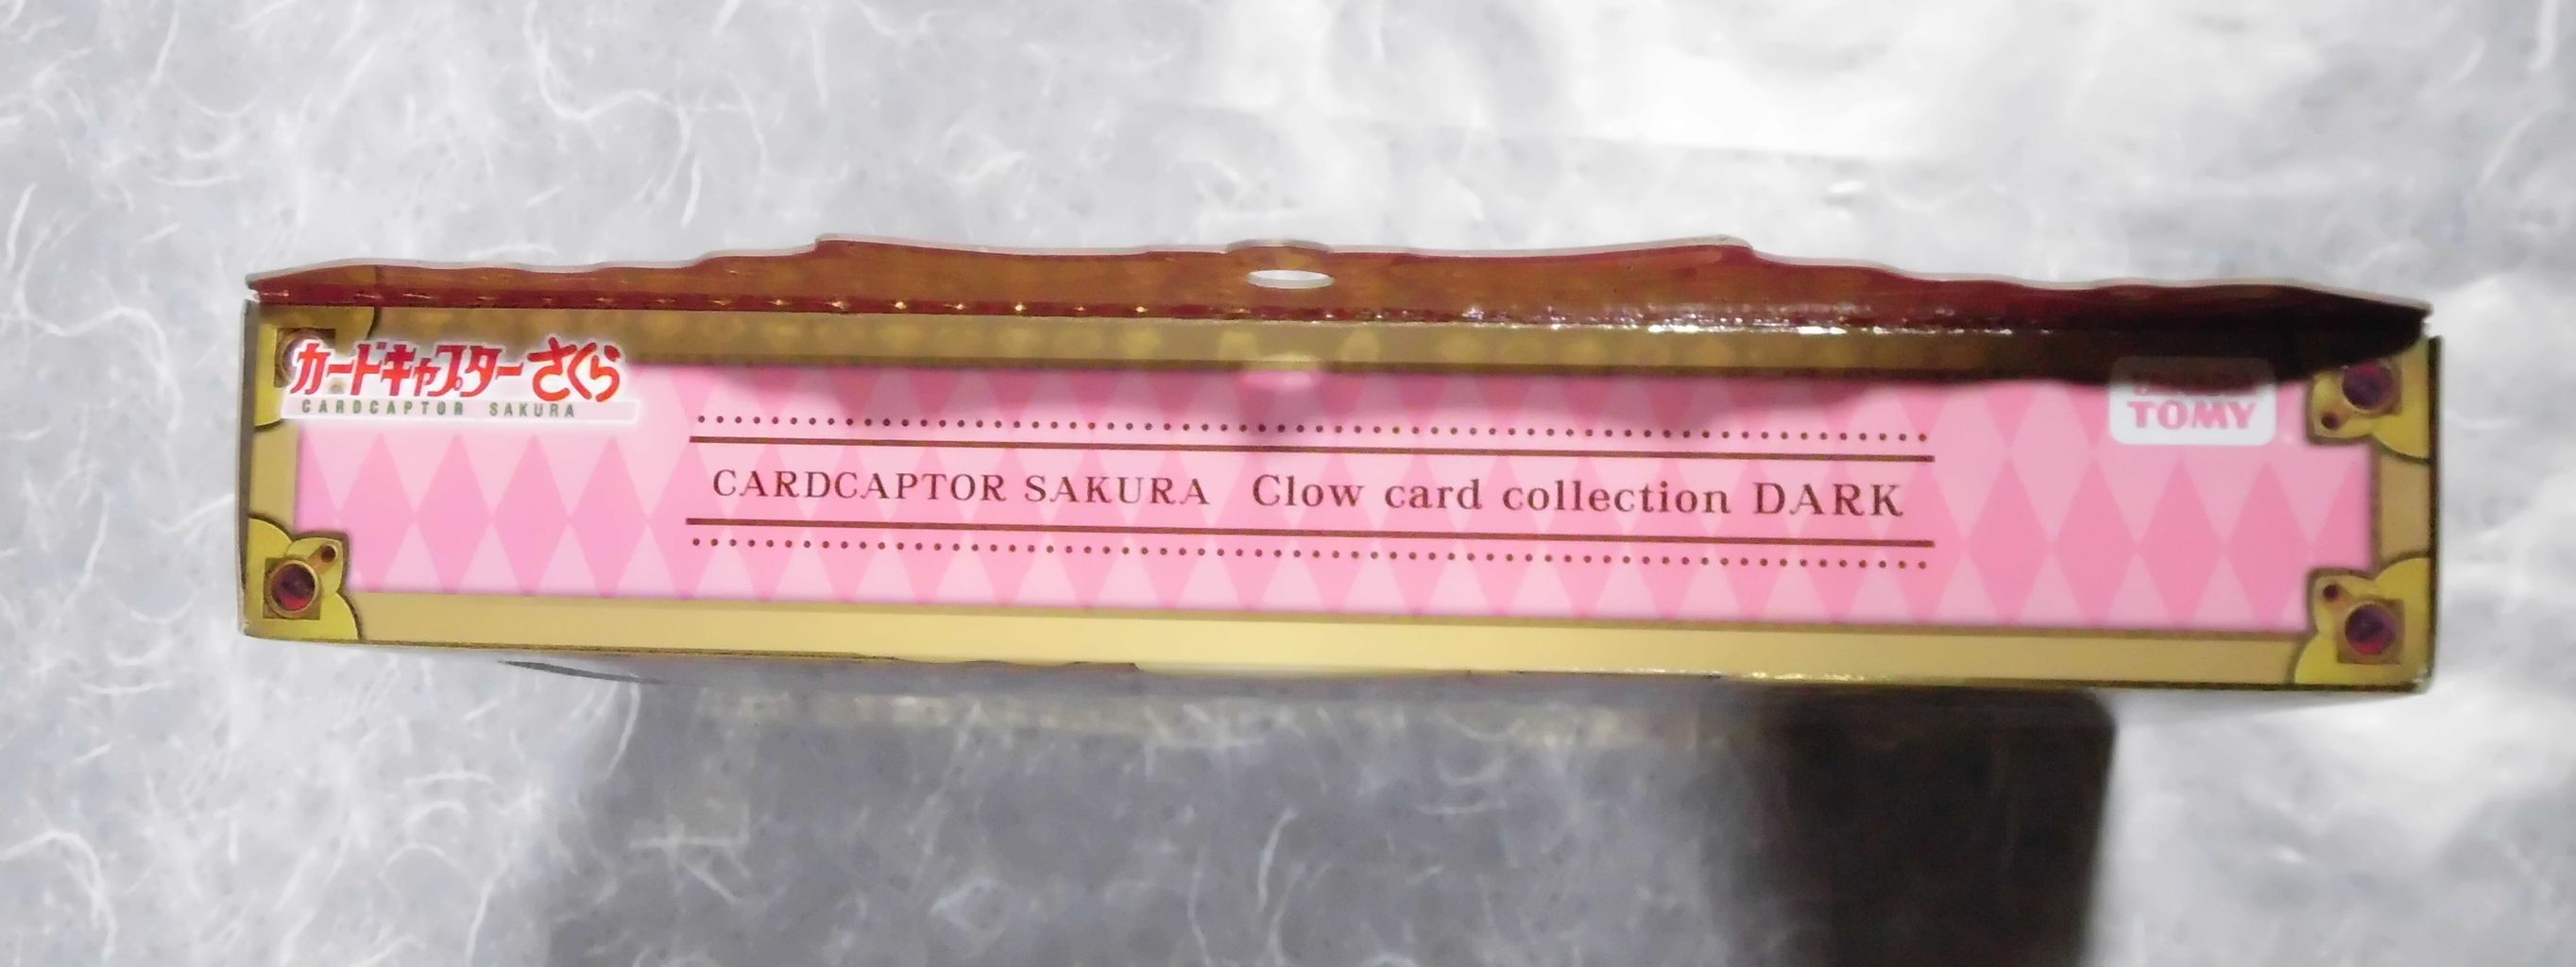 カードキャプターさくら
CARDCAPTOR SAKURA
CARDCAPTOR SAKURA Clow card collection DARK
TOMY